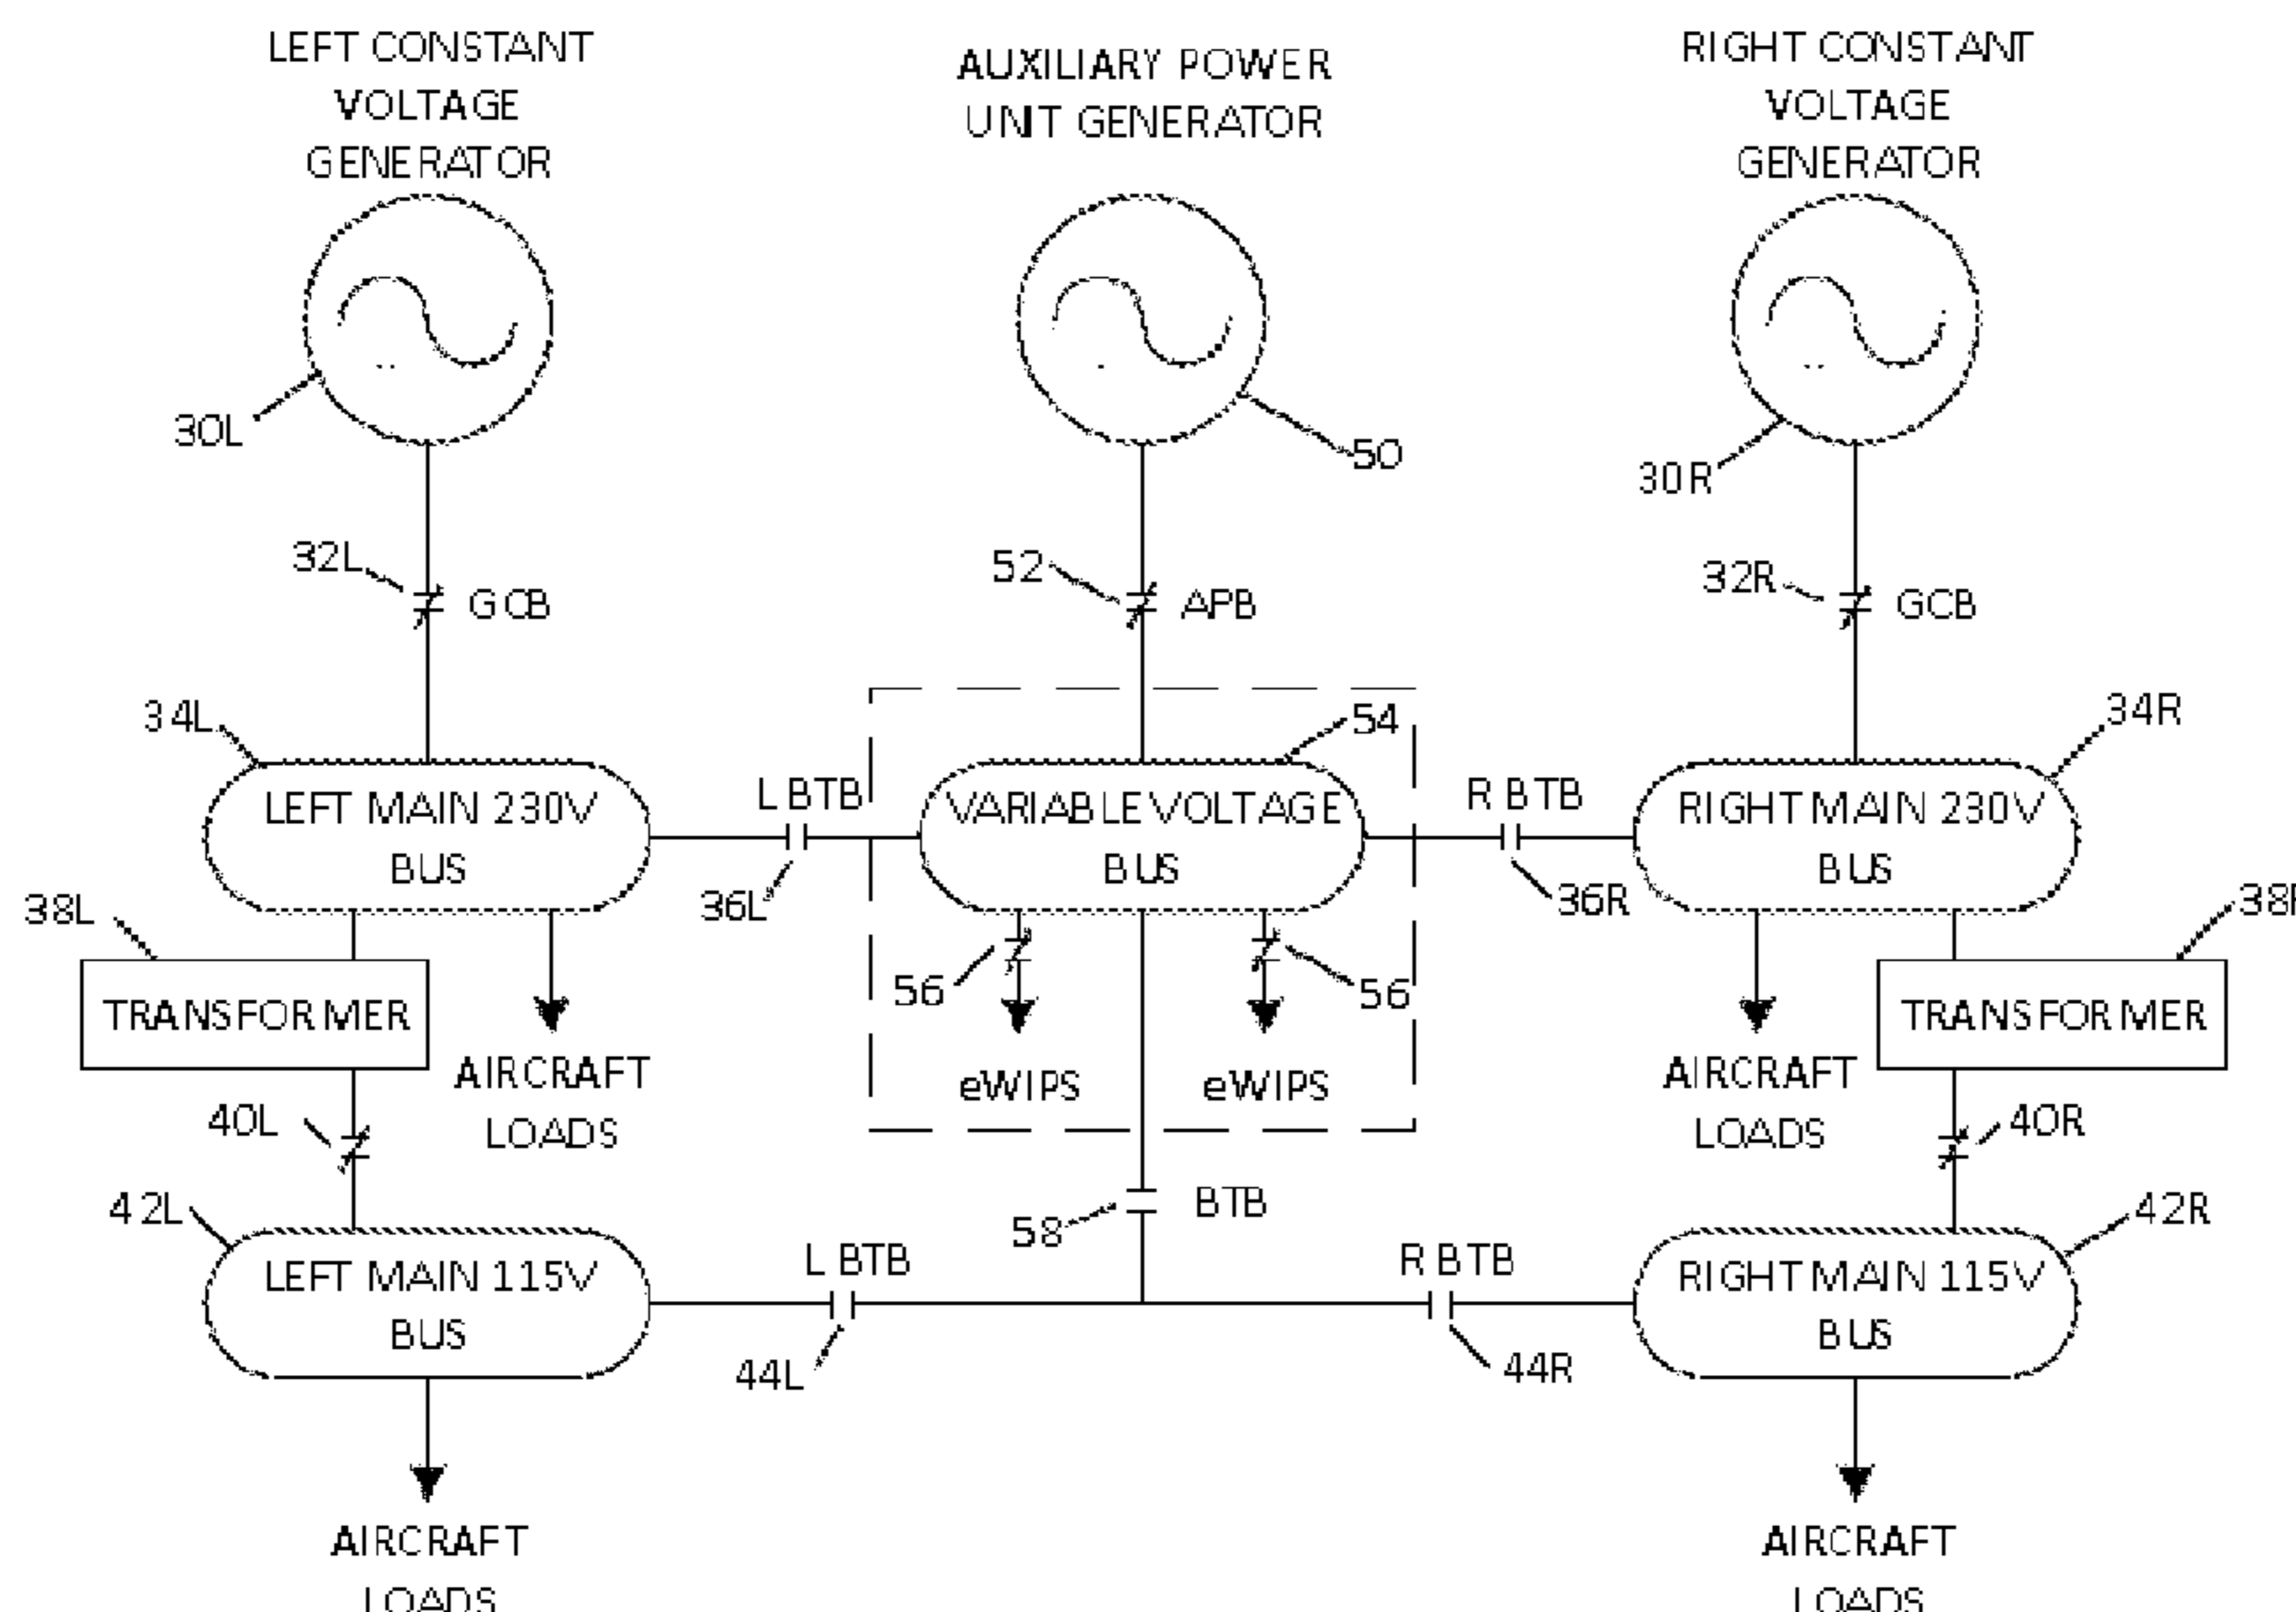 LEFT CONSTANT
VOLTAGE
GENERATOR
AUXILIARY POWER
UNIT GENERATOR
RIGHT CONSTANT
VOLTAGE
GENERATOR
30L
50
30R
32L
GCB
52
APB
32R
GCB
34L
54
34R
LEFT MAIN 230V
BUS
L BTB
36L
VARIABLE VOLTAGE
BUS
R BTB
36R
RIGHT MAIN 230V
BUS
38L
TRANSFORMER
AIRCRAFT
LOADS
56
56
eWIPS
eWIPS
AIRCRAFT
LOADS
38R
TRANSFORMER
40L
40R
42L
58
BTB
42R
LEFT MAIN 115V
BUS
L BTB
44L
R BTB
44R
RIGHT MAIN 115V
BUS
AIRCRAFT
LOADS
AIRCRAFT
LOADS